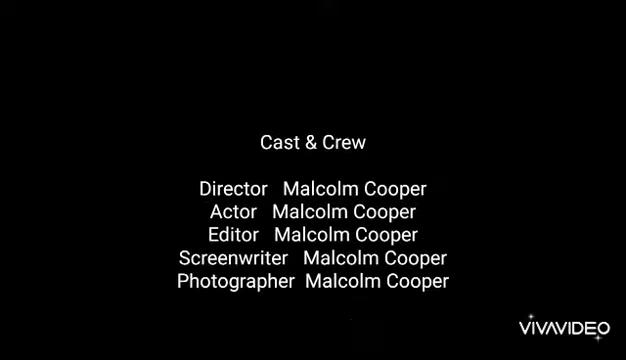 Cast & Crew
Director Malcolm Cooper
Actor Malcolm Cooper
Editor Malcolm Cooper
Screenwriter Malcolm Cooper
Photographer Malcolm Cooper
VIVAVIDEO